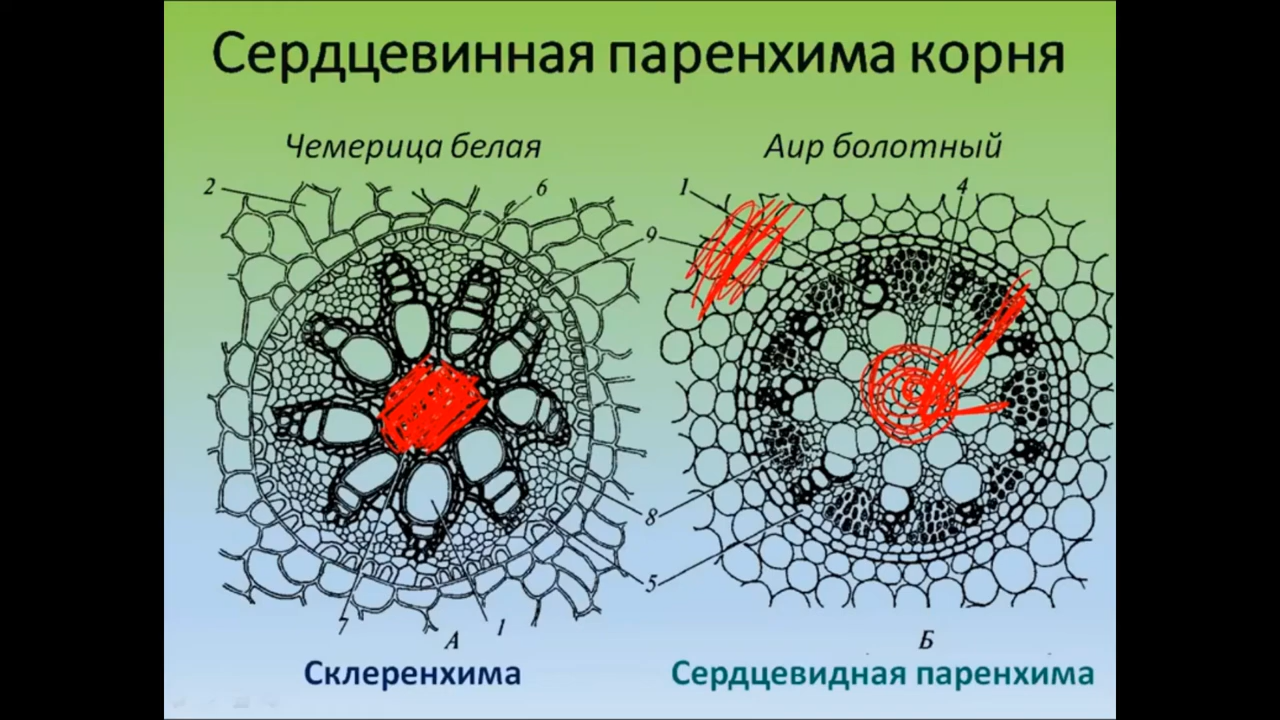 Сердцевинная паренхима корня
Чемерица белая
Аир болотный
2
6
1
4
9
8
5
7
1
А
Б
Склеренхима
Сердцевидная паренхима